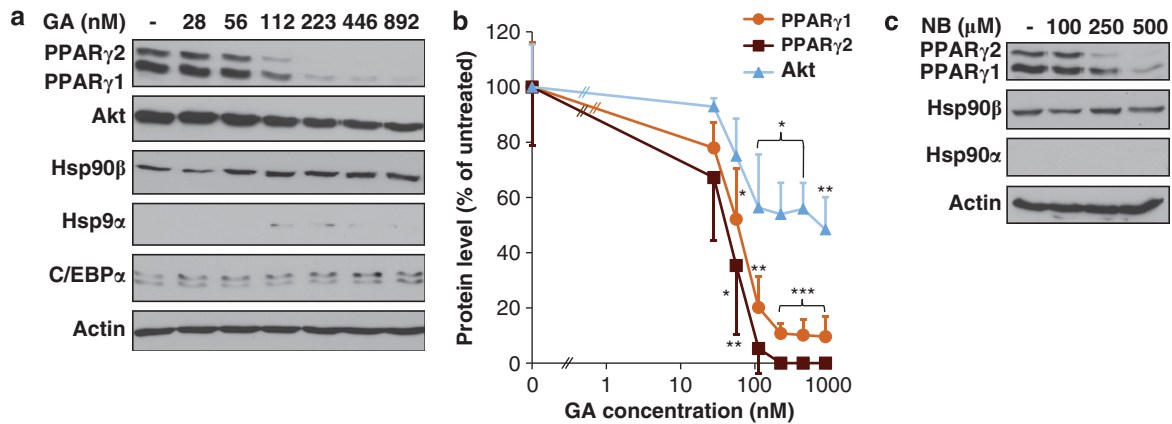 a
GA (nM) - 28 56 112 223 446 892
PPARγ2
PPARγ1
Akt
Hsp90β
Hsp9α
C/EBPα
Actin
b
PPARγ1
PPARγ2
Akt
Protein level (% of untreated)
120
100
80
60
40
20
0
* 
*
**
**
*
**
***
0 1 10 100 1000
GA concentration (nM)
c
NB (μM) - 100 250 500
PPARγ2
PPARγ1
Hsp90β
Hsp90α
Actin